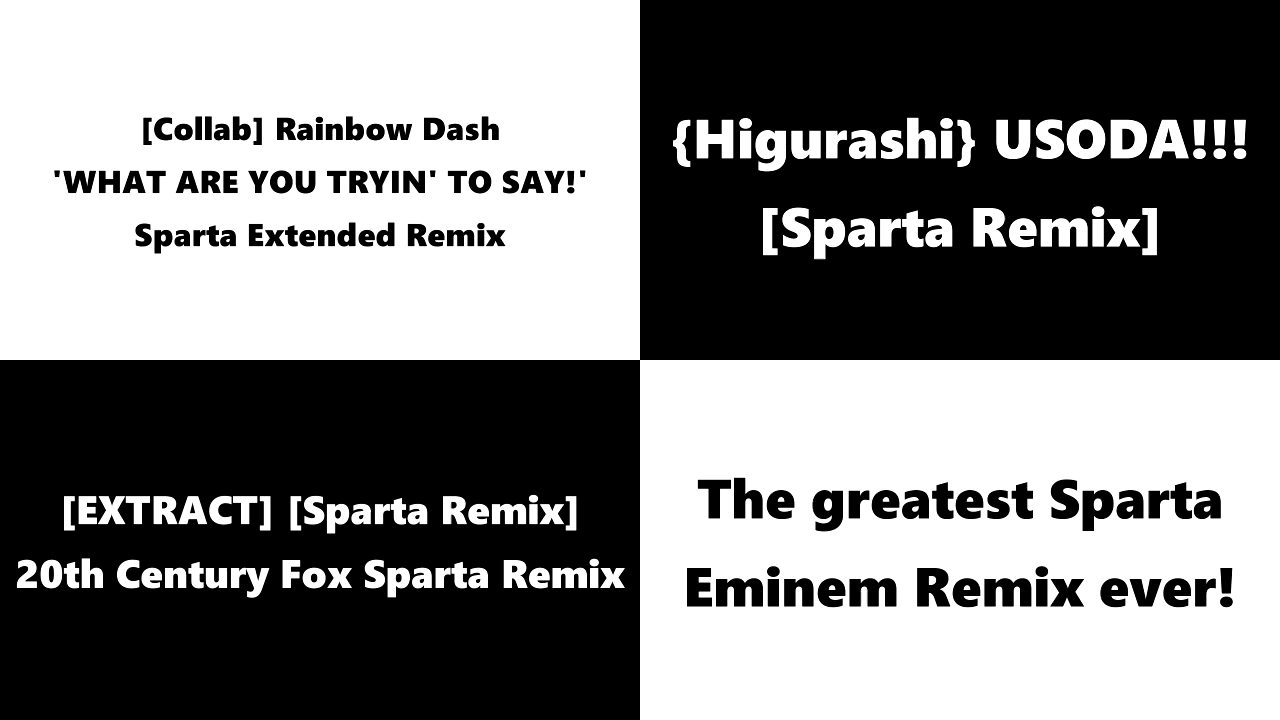 [Collab] Rainbow Dash
'WHAT ARE YOU TRYIN' TO SAY!'
Sparta Extended Remix
{Higurashi} USODA!!!
[Sparta Remix]
[EXTRACT] [Sparta Remix]
20th Century Fox Sparta Remix
The greatest Sparta
Eminem Remix ever!